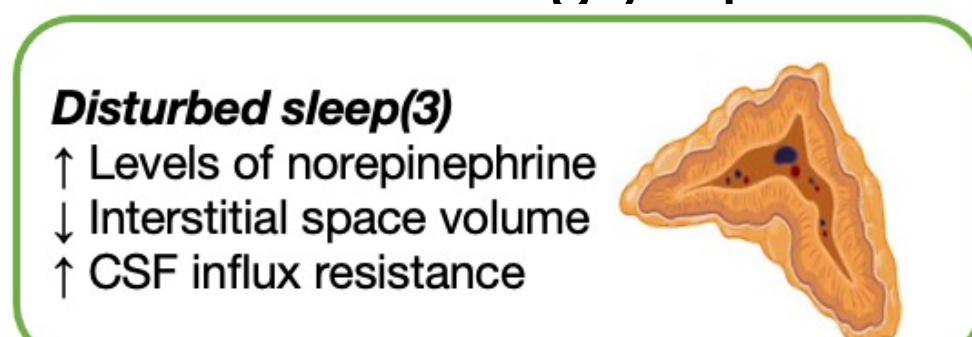 Disturbed sleep(3)
↑ Levels of norepinephrine
↓ Interstitial space volume
↑ CSF influx resistance